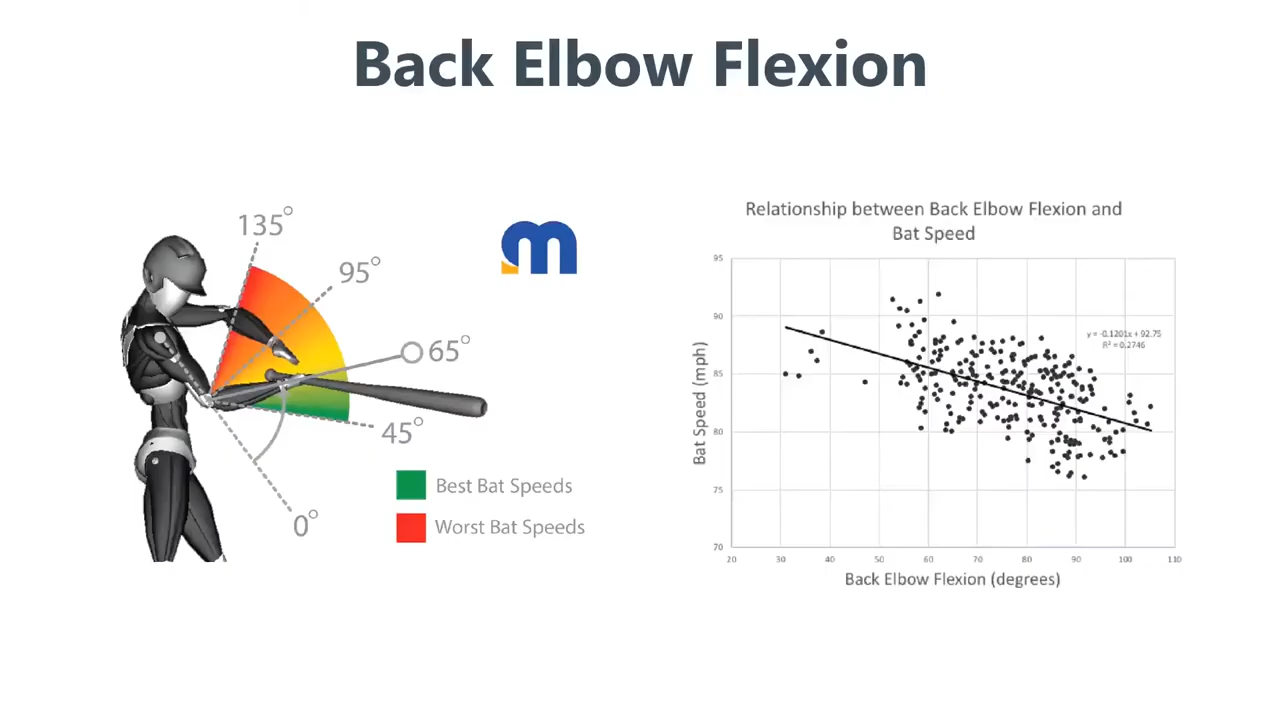 Back Elbow Flexion
135°
95°
65°
45°
0°
m
Best Bat Speeds
Worst Bat Speeds
Relationship between Back Elbow Flexion and
Bat Speed
95
90
85
80
75
70
Bat Speed (mph)
y = -0.1201x + 92.75
R² = 0.2746
20 30 40 50 60 70 80 90 100 110
Back Elbow Flexion (degrees)